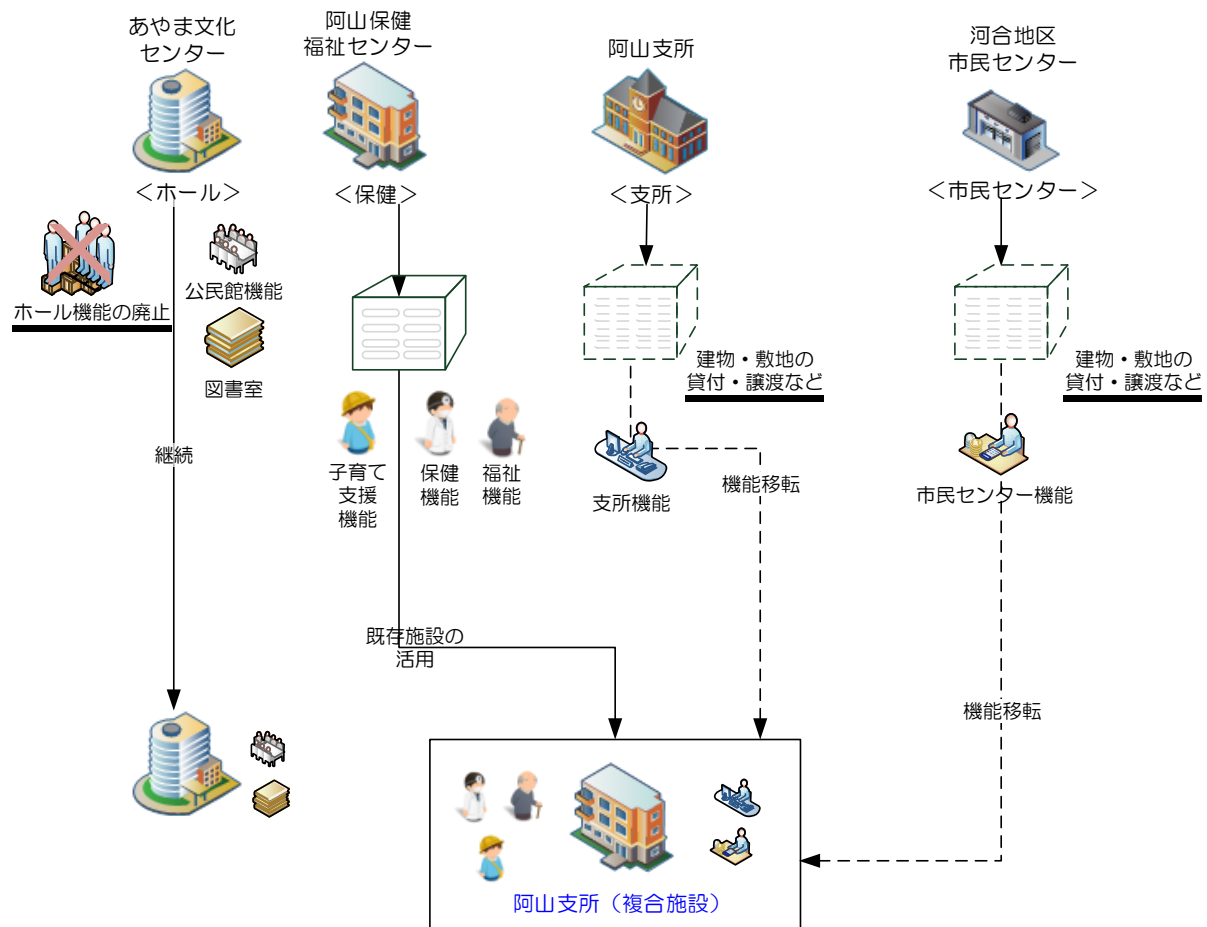 あやま文化
センター
阿山保健
福祉センター
阿山支所
河合地区
市民センター
＜ホール＞
＜保健＞
＜支所＞
＜市民センター＞
ホール機能の廃止
公民館機能
図書室
建物・敷地の
貸付・譲渡など
建物・敷地の
貸付・譲渡など
継続
子育て
支援
機能
保健
機能
福祉
機能
支所機能
機能移転
市民センター機能
既存施設の
活用
機能移転
阿山支所（複合施設）